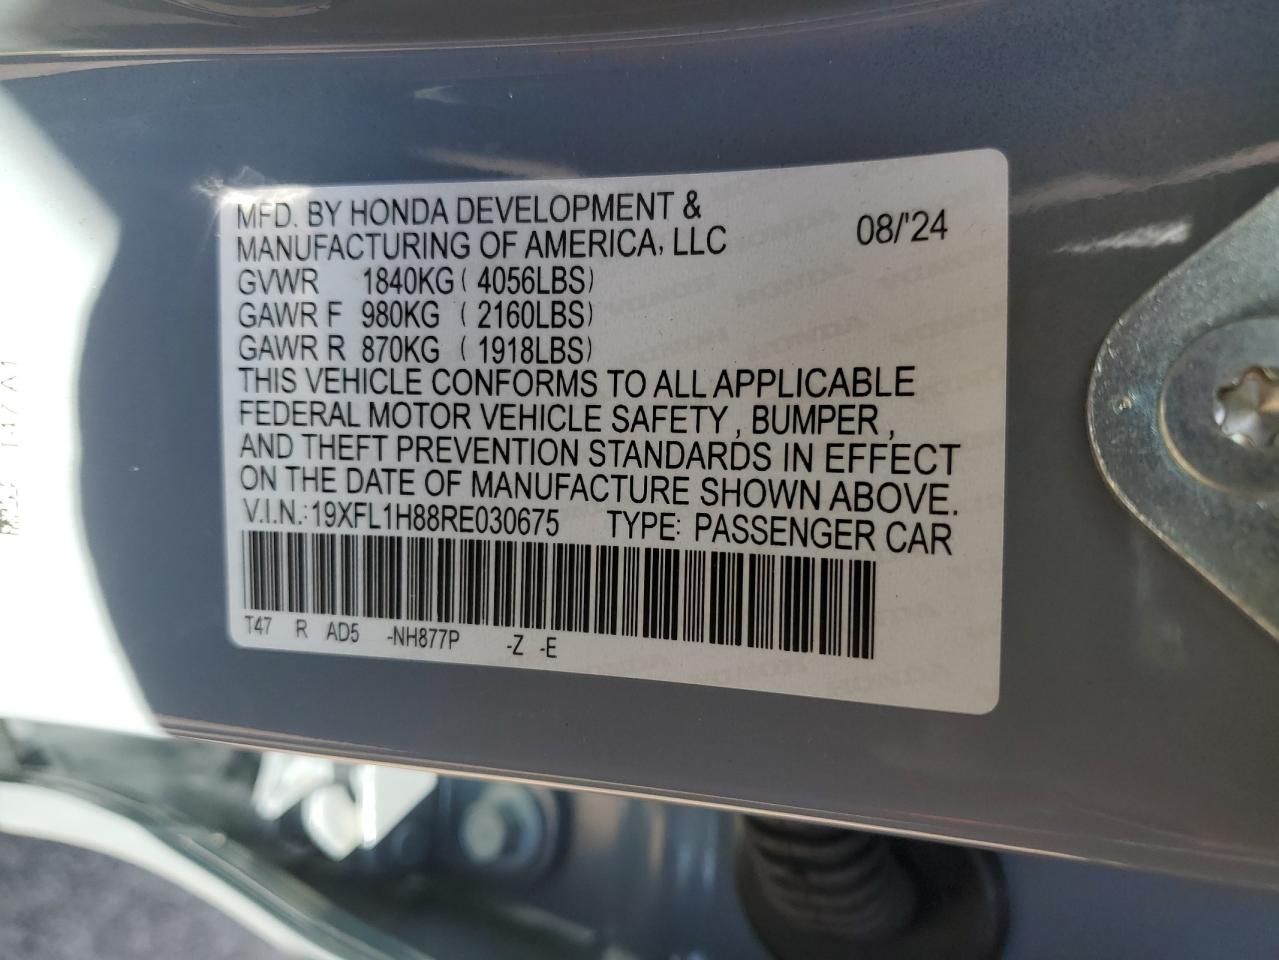 MFD. BY HONDA DEVELOPMENT &
MANUFACTURING OF AMERICA, LLC 08/'24
GVWR 1840KG ( 4056LBS)
GAWR F 980KG ( 2160LBS)
GAWR R 870KG ( 1918LBS)
THIS VEHICLE CONFORMS TO ALL APPLICABLE
FEDERAL MOTOR VEHICLE SAFETY , BUMPER ,
AND THEFT PREVENTION STANDARDS IN EFFECT
ON THE DATE OF MANUFACTURE SHOWN ABOVE.
V.I.N.:19XFL1H88RE030675 TYPE: PASSENGER CAR
T47 R AD5 -NH877P -Z -E